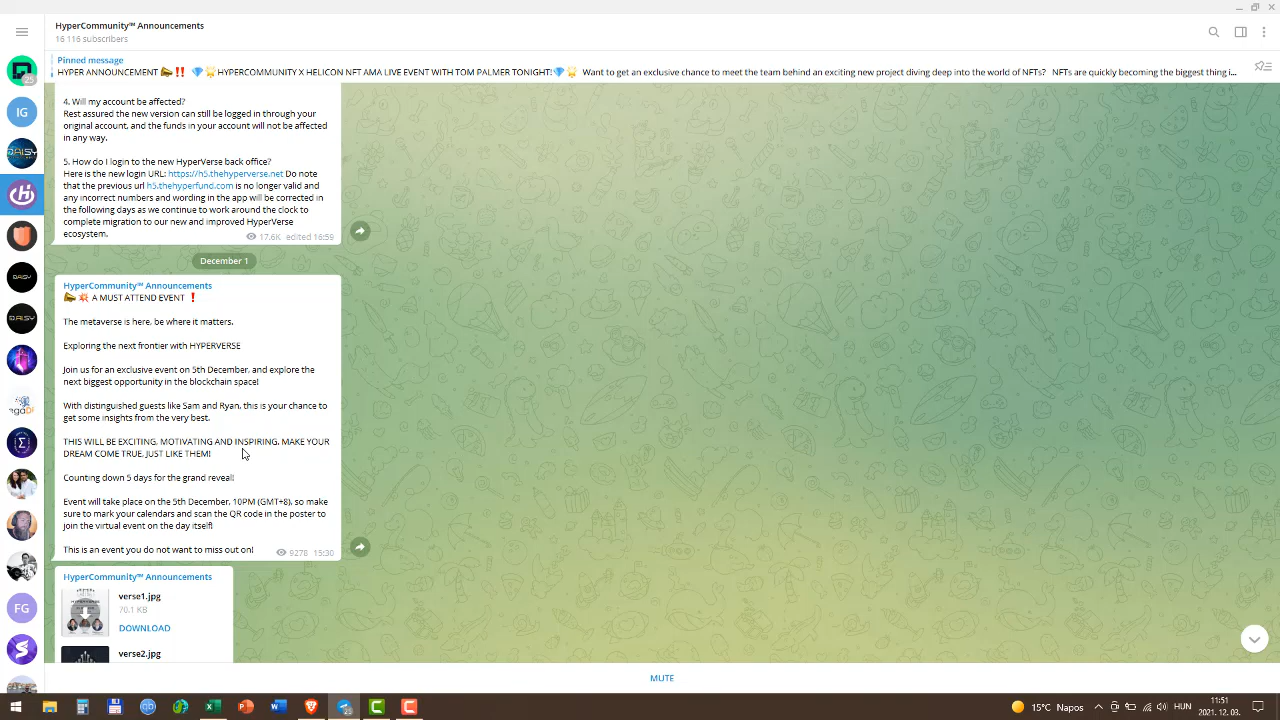 HyperCommunity™ Announcements
16 116 subscribers
Pinned message
HYPER ANNOUNCEMENT 📣‼️ 💎🌟HYPERCOMMUNITY X HELICON NFT AMA LIVE EVENT WITH TOM PALMER TONIGHT!💎🌟 Want to get an exclusive chance to meet the team behind an exciting new project diving deep into the world of NFTs? NFTs are quickly becoming the biggest thing i...
25
IG
DAISY
DAISY
DAISY
egaDF
FG
4. Will my account be affected?
Rest assured the new version can still be logged in through your
original account, and the funds in your account will not be affected
in any way.
5. How do I login to the new HyperVerse back office?
Here is the new login URL: https://h5.thehyperverse.net Do note
that the previous url h5.thehyperfund.com is no longer valid and
any incorrect numbers and wording in the app will be corrected in
the following days as we continue to work around the clock to
complete migration to our new and improved HyperVerse
ecosystem.
17.6K edited 16:59
December 1
HyperCommunity™ Announcements
📣 💥 A MUST ATTEND EVENT ❗
The metaverse is here, be where it matters.
Exploring the next frontier with HYPERVERSE
Join us for an exclusive event on 5th December, and explore the
next biggest opportunity in the blockchain space!
With distinguished guests like Sam and Ryan, this is your chance to
get some insights from the very best.
THIS WILL BE EXCITING, MOTIVATING AND INSPIRING. MAKE YOUR
DREAM COME TRUE, JUST LIKE THEM!
Counting down 5 days for the grand reveal!
Event will take place on the 5th December, 10PM (GMT+8), so make
sure to mark your calendars and scan the QR code in the poster to
join the virtual event on the day itself!
This is an event you do not want to miss out on!
9278 15:30
HyperCommunity™ Announcements
verse1.jpg
70.1 KB
DOWNLOAD
verse2.jpg
MUTE
15°C Napos
HUN
11:51
2021. 12. 03.